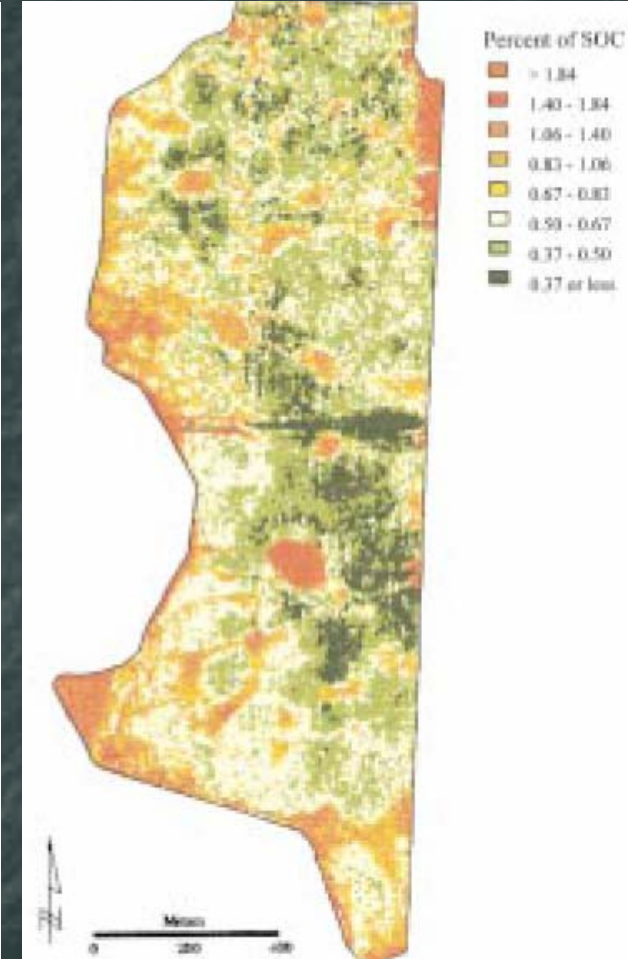 Percent of SOC
> 1.84
1.40 - 1.84
1.06 - 1.40
0.83 - 1.06
0.67 - 0.83
0.50 - 0.67
0.37 - 0.50
0.37 or less
N
Meters
0 200 400